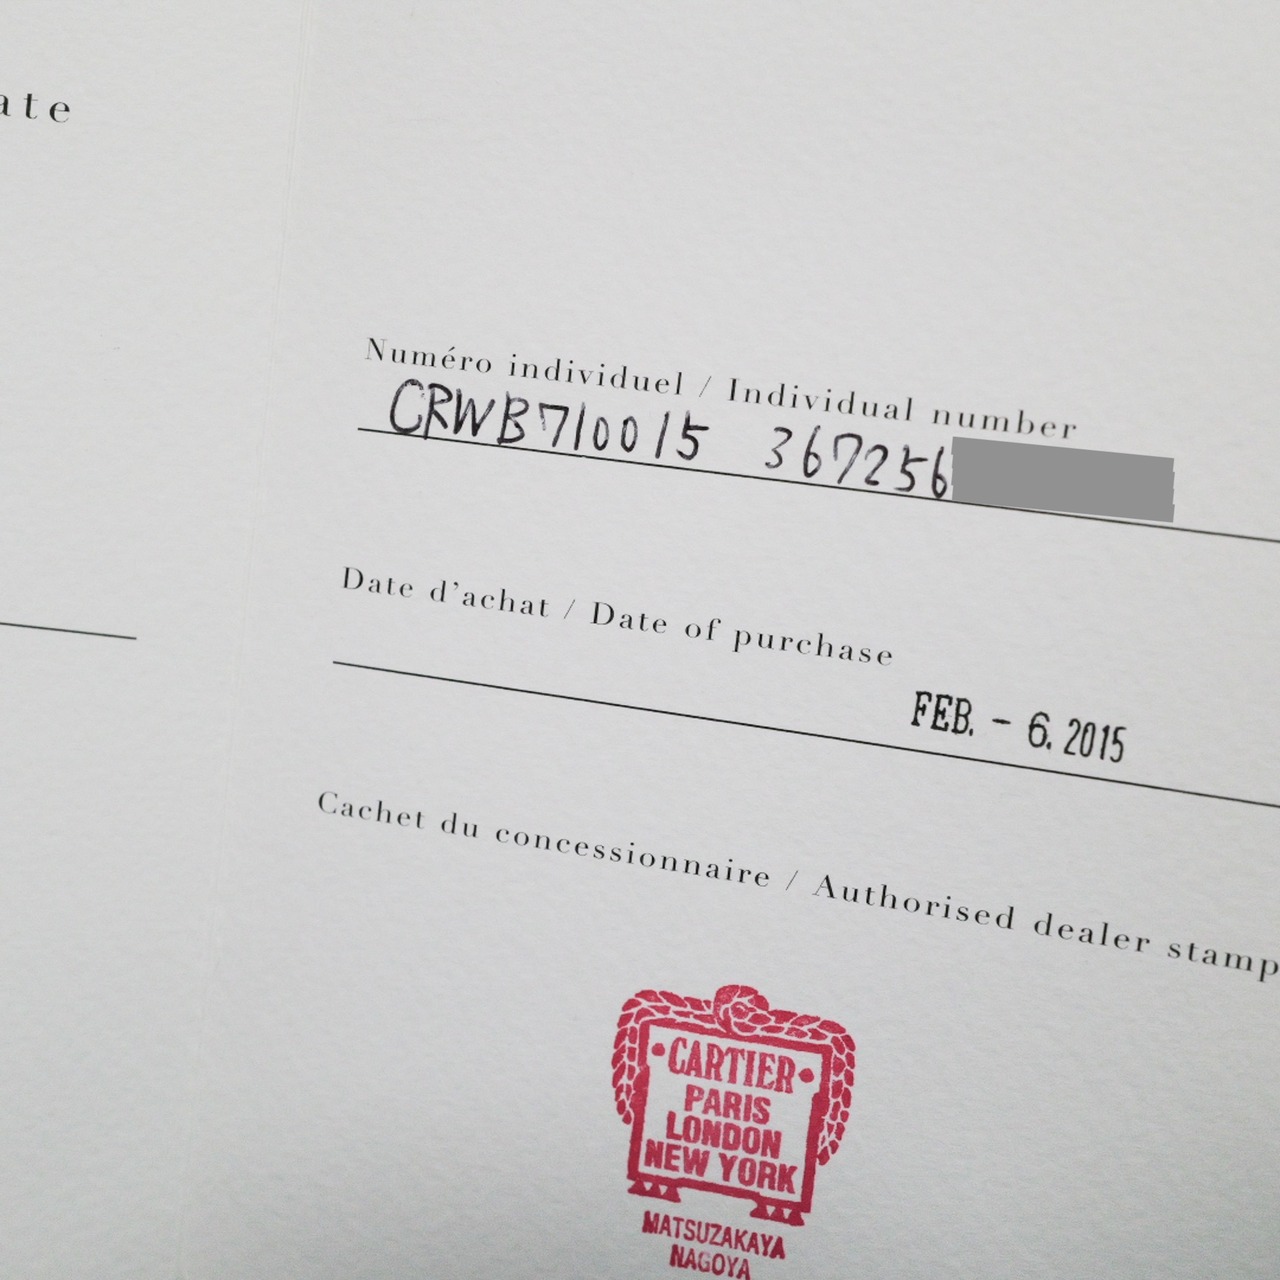 ate
Numéro individuel / Individual number
CRWB710015 367256
Date d'achat / Date of purchase
FEB. - 6. 2015
Cachet du concessionnaire / Authorised dealer stamp
CARTIER
PARIS
LONDON
NEW YORK
MATSUZAKAYA
NAGOYA